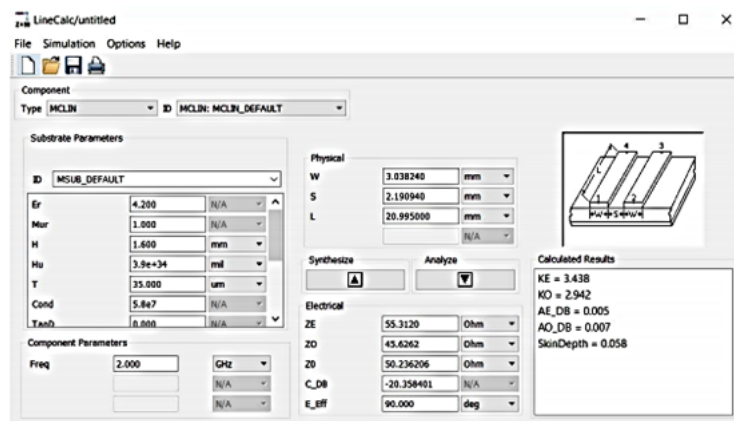 LineCalc/untitled
File Simulation Options Help
Component
Type MCLIN ID MCLIN: MCLIN_DEFAULT
Substrate Parameters
ID MSUB_DEFAULT
Er 4.200 N/A
Mur 1.000 N/A
H 1.600 mm
Hu 3.9e+34 mil
T 35.000 um
Cond 5.8e7 N/A
TanD 0.000 N/A
Component Parameters
Freq 2.000 GHz
N/A
N/A
Physical
W 3.038240 mm
S 2.190940 mm
L 20.995000 mm
N/A
Synthesize Analyze
Electrical
ZE 55.3120 Ohm
ZO 45.6262 Ohm
Z0 50.236206 Ohm
C_DB -20.358401 N/A
E_Eff 90.000 deg
4 3
L
1 2
W S W
Calculated Results
KE = 3.438
KO = 2.942
AE_DB = 0.005
AO_DB = 0.007
SkinDepth = 0.058